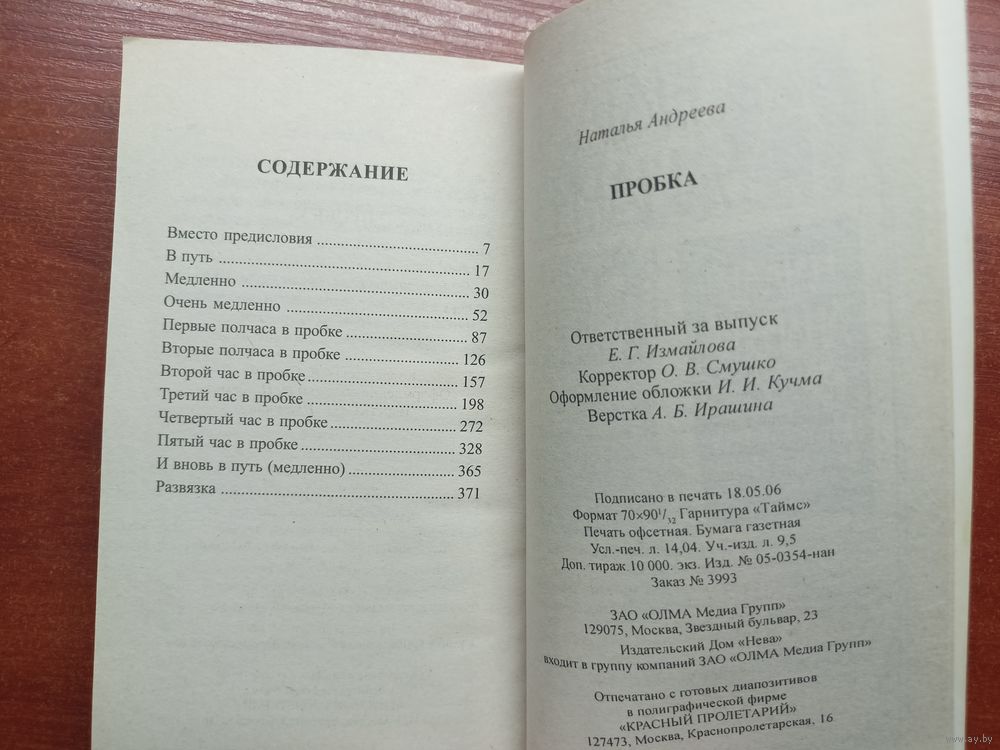 СОДЕРЖАНИЕ
Вместо предисловия ........ 7
В путь ........ 17
Медленно ........ 30
Очень медленно ........ 52
Первые полчаса в пробке ........ 87
Вторые полчаса в пробке ........ 126
Второй час в пробке ........ 157
Третий час в пробке ........ 198
Четвертый час в пробке ........ 272
Пятый час в пробке ........ 328
И вновь в путь (медленно) ........ 365
Развязка ........ 371
Наталья Андреева
ПРОБКА
Ответственный за выпуск
Е. Г. Измайлова
Корректор О. В. Смушко
Оформление обложки И. И. Кучма
Верстка А. Б. Ирашина
Подписано в печать 18.05.06
Формат 70×90¹/₃₂ Гарнитура «Таймс»
Печать офсетная. Бумага газетная
Усл.-печ. л. 14,04. Уч.-изд. л. 9,5
Доп. тираж 10 000. экз. Изд. № 05-0354-нан
Заказ № 3993
ЗАО «ОЛМА Медиа Групп»
129075, Москва, Звездный бульвар, 23
Издательский Дом «Нева»
входит в группу компаний ЗАО «ОЛМА Медиа Групп»
Отпечатано с готовых диапозитивов
в полиграфической фирме
«КРАСНЫЙ ПРОЛЕТАРИЙ»
127473, Москва, Краснопролетарская, 16
www.ay.by